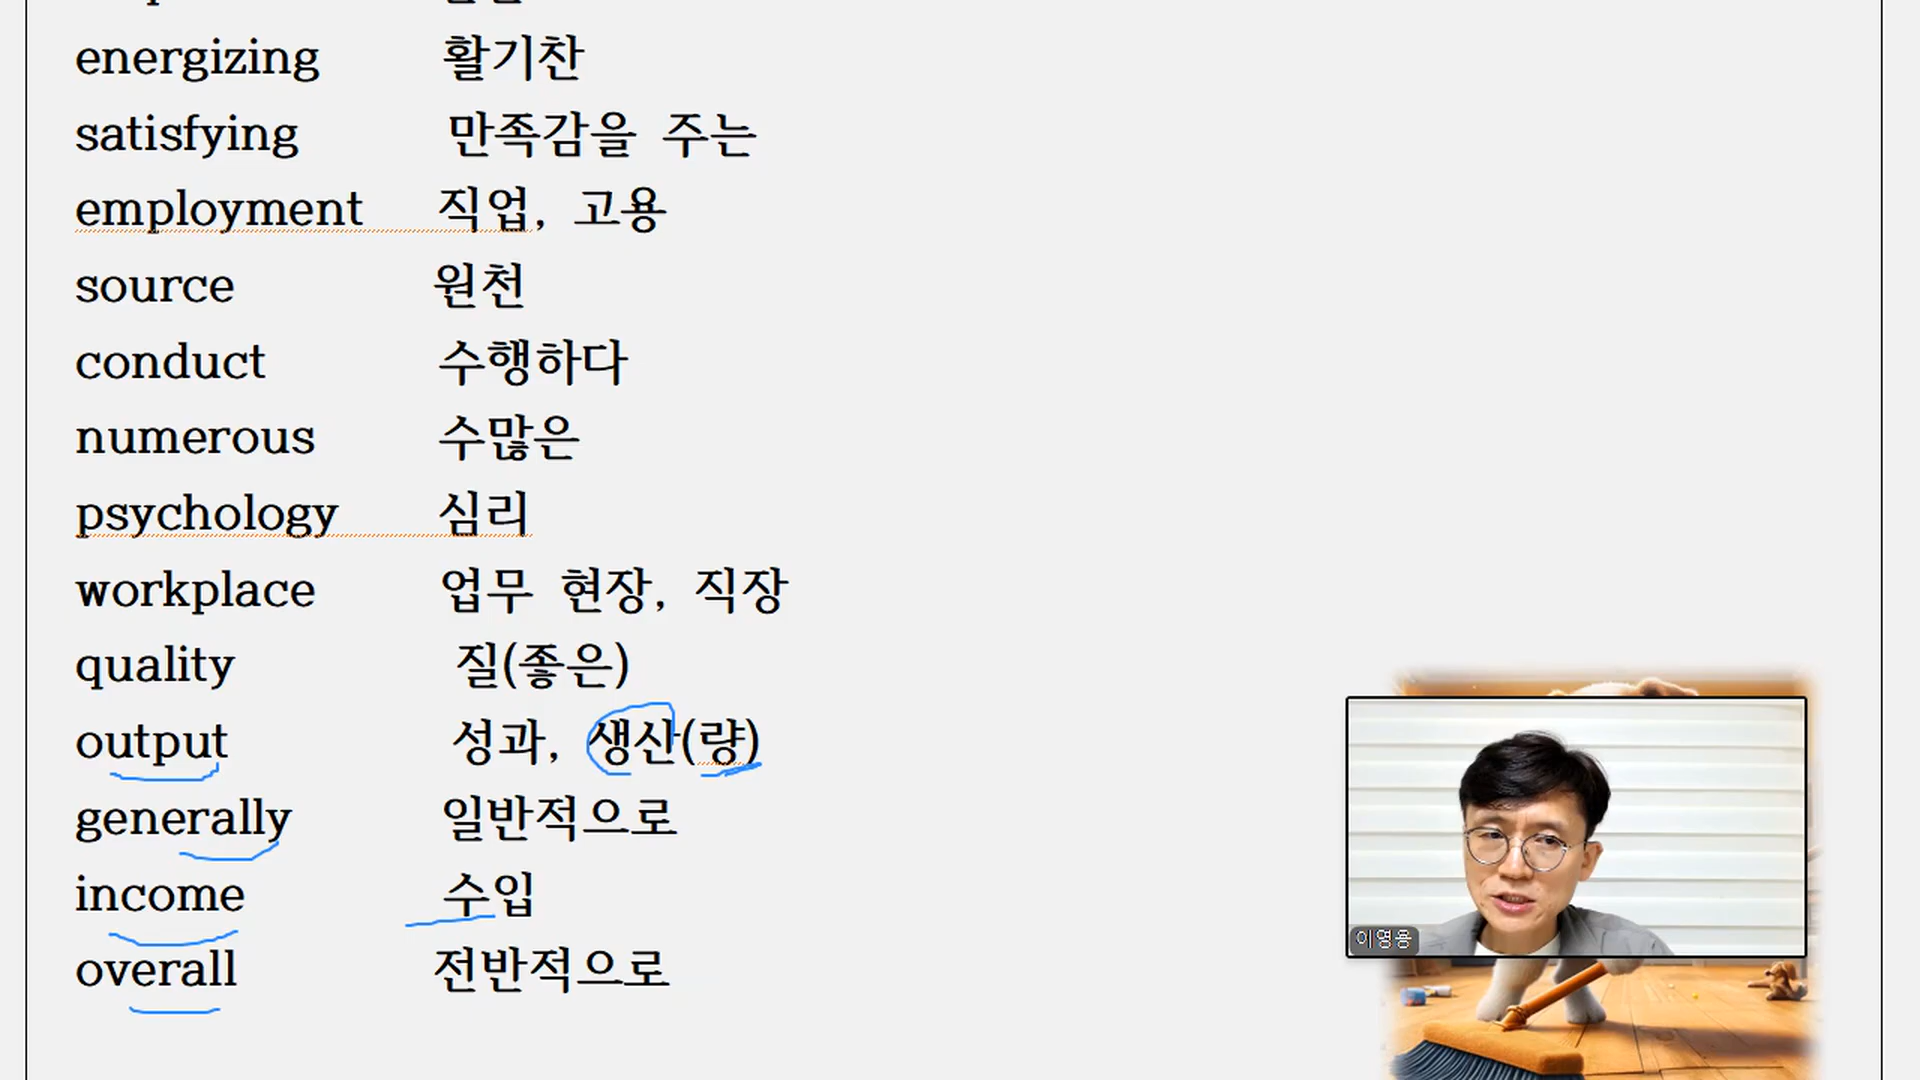 energizing 활기찬
satisfying 만족감을 주는
employment 직업, 고용
source 원천
conduct 수행하다
numerous 수많은
psychology 심리
workplace 업무 현장, 직장
quality 질(좋은)
output 성과, 생산(량)
generally 일반적으로
income 수입
overall 전반적으로
이영용